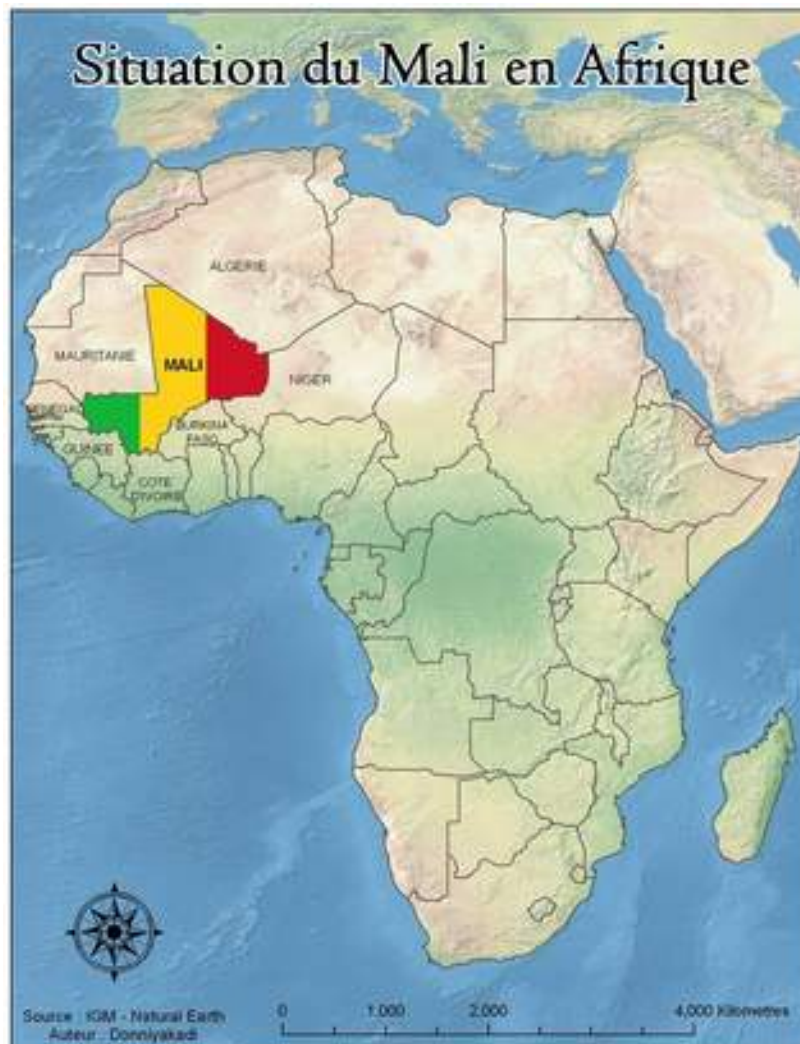 Situation du Mali en Afrique
ALGERIE
MAURITANIE
MALI
NIGER
SENEGAL
BURKINA
FASO
GUINEE
COTE
D'IVOIRE
0 1,000 2,000 4,000 Kilometres
Source : IGM - Natural Earth
Auteur : Donniyakadi